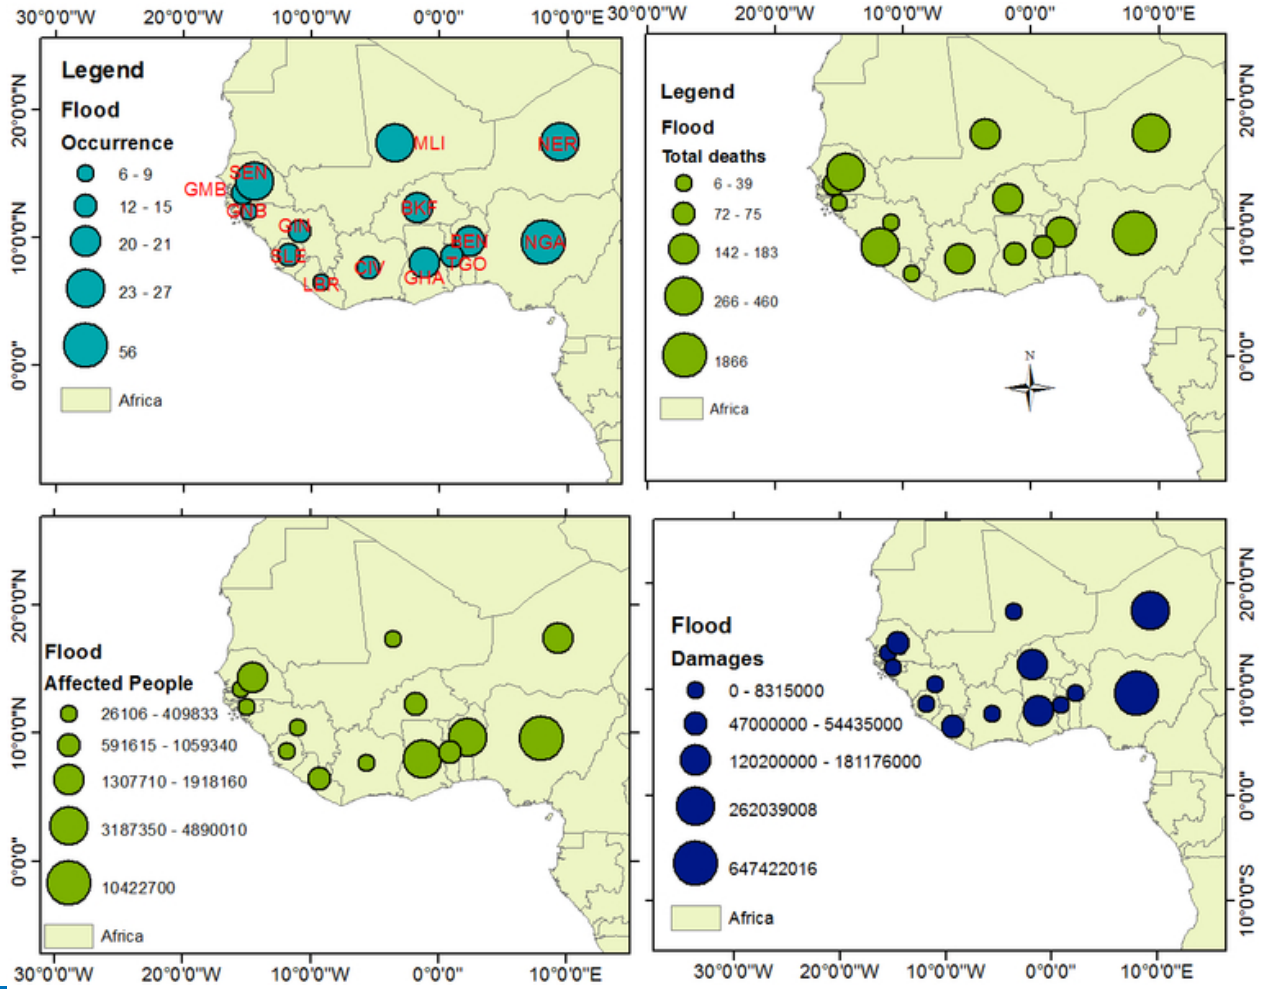 30°0'0"W 20°0'0"W 10°0'0"W 0°0'0" 10°0'0"E
30°0'0"W 20°0'0"W 10°0'0"W 0°0'0" 10°0'0"E
20°0'0"N
10°0'0"N
0°0'0"
Legend
Flood
Occurrence
6 - 9
12 - 15
20 - 21
23 - 27
56
Africa
MLI
NER
SEN
GMB
GNB
BKF
GIN
BEN
NGA
SLE
CIV
TGO
GHA
LBR
Legend
Flood
Total deaths
6 - 39
72 - 75
142 - 183
266 - 460
1866
Africa
N
20°0'0"N
10°0'0"N
0°0'0"
20°0'0"N
10°0'0"N
0°0'0"
Flood
Affected People
26106 - 409833
591615 - 1059340
1307710 - 1918160
3187350 - 4890010
10422700
Africa
30°0'0"W 20°0'0"W 10°0'0"W 0°0'0" 10°0'0"E
Flood
Damages
0 - 8315000
47000000 - 54435000
120200000 - 181176000
262039008
647422016
Africa
20°0'0"N
10°0'0"N
0°0'0"
10°0'0"S
30°0'0"W 20°0'0"W 10°0'0"W 0°0'0" 10°0'0"E